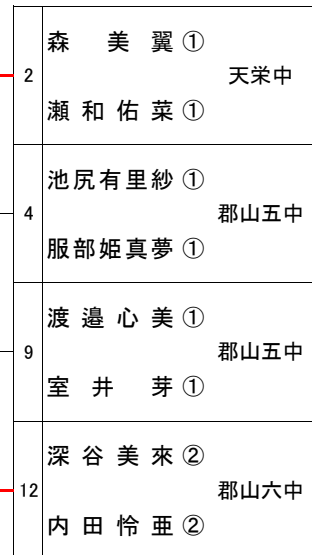 森 美 翼 ①
2 天栄中
瀬 和 佑 菜 ①
池尻有里紗 ①
4 郡山五中
服部姫真夢 ①
渡 邉 心 美 ①
9 郡山五中
室 井 芽 ①
深 谷 美 來 ②
12 郡山六中
内 田 怜 亜 ②